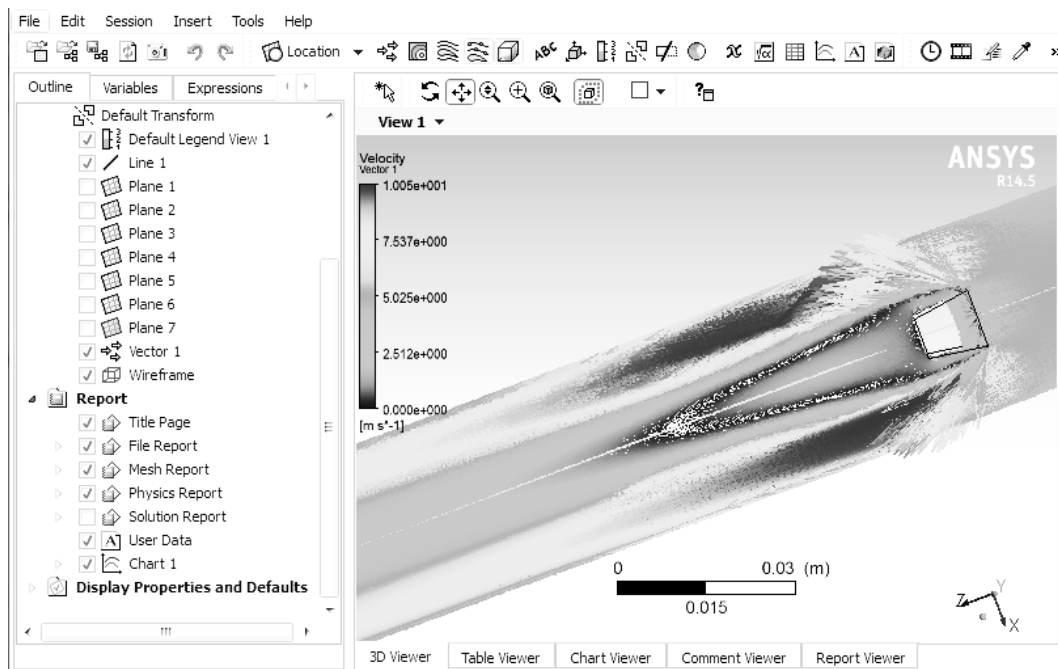 File Edit Session Insert Tools Help
Location ABC A »
Outline Variables Expressions
View 1
Default Transform
Default Legend View 1
Line 1
Plane 1
Plane 2
Plane 3
Plane 4
Plane 5
Plane 6
Plane 7
Vector 1
Wireframe
Report
Title Page
File Report
Mesh Report
Physics Report
Solution Report
User Data
Chart 1
Display Properties and Defaults
Velocity
Vector 1
1.005e+001
7.537e+000
5.025e+000
2.512e+000
0.000e+000
[m s^-1]
ANSYS
R14.5
0 0.03 (m)
0.015
Z Y X
3D Viewer Table Viewer Chart Viewer Comment Viewer Report Viewer